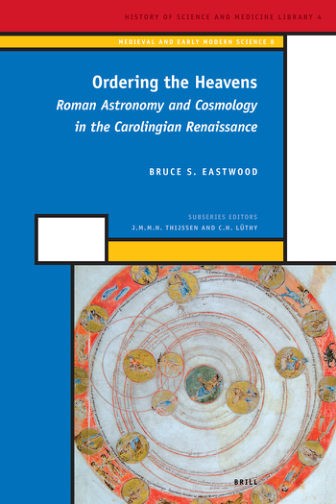 HISTORY OF SCIENCE AND MEDICINE LIBRARY 4
MEDIEVAL AND EARLY MODERN SCIENCE 8
Ordering the Heavens
Roman Astronomy and Cosmology
in the Carolingian Renaissance
BRUCE S. EASTWOOD
SUBSERIES EDITORS
J.M.M.H. THIJSSEN AND C.H. LÜTHY
BRILL